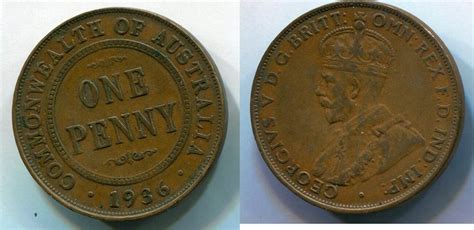 COMMONWEALTH OF AUSTRALIA
ONE
PENNY
· 1936 ·
GEORGIVS V D.G. BRITT: OMN: REX F.D. IND: IMP: